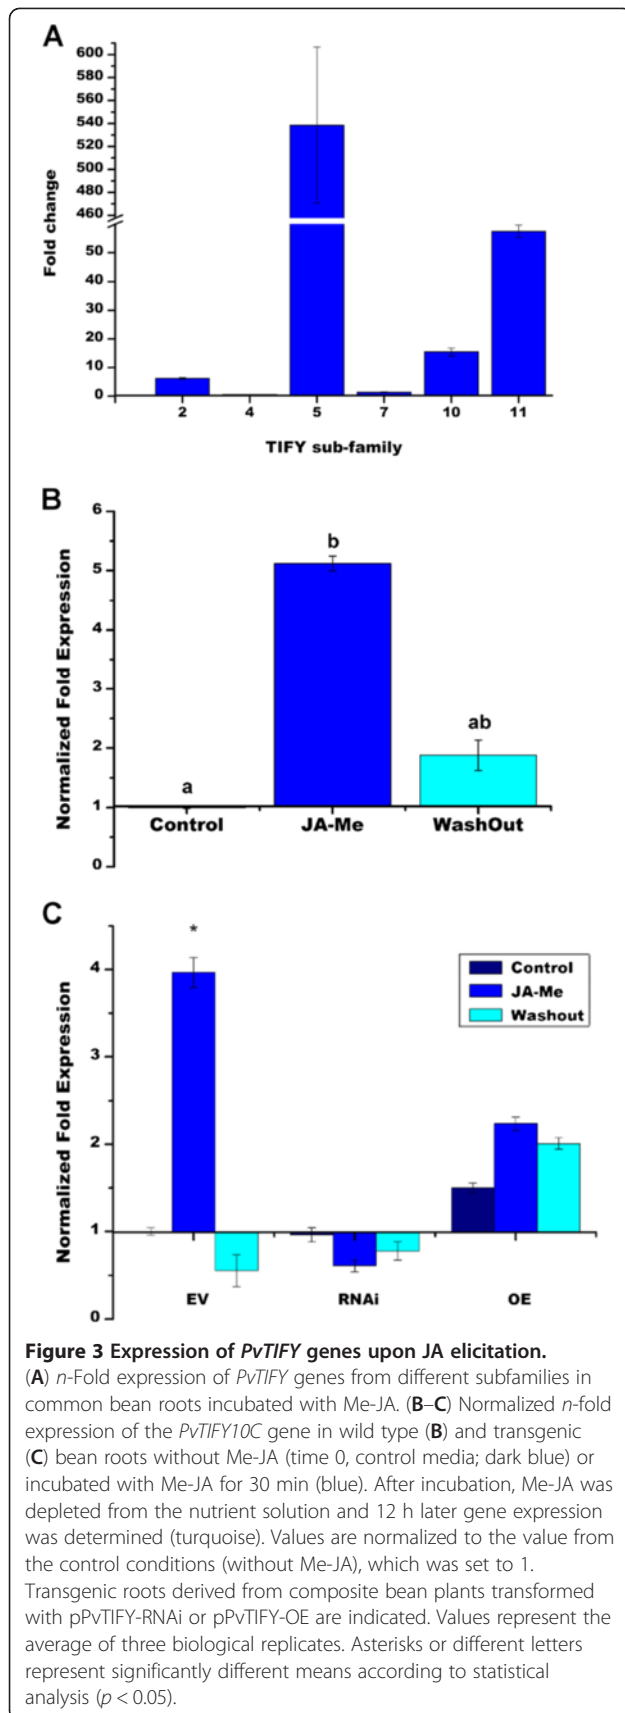 A
600
580
560
540
520
500
480
460
50
20
10
0
Fold change
2 4 5 7 10 11
TIFY sub-family
B
6
5
4
3
2
1
0
Normalized Fold Expression
a
b
ab
Control JA-Me WashOut
C
4
3
2
1
0
Normalized Fold Expression
*
Control
JA-Me
Washout
EV RNAi OE
Figure 3 Expression of PvTIFY genes upon JA elicitation.
(A) n-Fold expression of PvTIFY genes from different subfamilies in
common bean roots incubated with Me-JA. (B–C) Normalized n-fold
expression of the PvTIFY10C gene in wild type (B) and transgenic
(C) bean roots without Me-JA (time 0, control media; dark blue) or
incubated with Me-JA for 30 min (blue). After incubation, Me-JA was
depleted from the nutrient solution and 12 h later gene expression
was determined (turquoise). Values are normalized to the value from
the control conditions (without Me-JA), which was set to 1.
Transgenic roots derived from composite bean plants transformed
with pPvTIFY-RNAi or pPvTIFY-OE are indicated. Values represent the
average of three biological replicates. Asterisks or different letters
represent significantly different means according to statistical
analysis (p < 0.05).